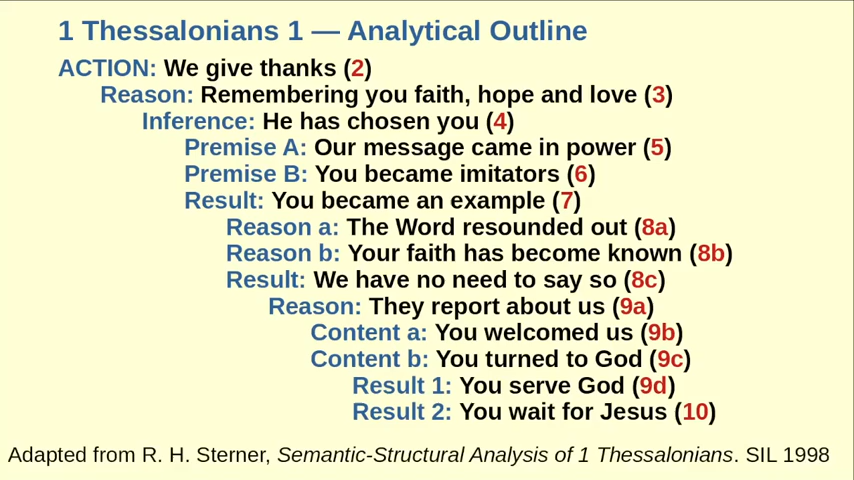 1 Thessalonians 1 — Analytical Outline
ACTION: We give thanks (2)
Reason: Remembering you faith, hope and love (3)
Inference: He has chosen you (4)
Premise A: Our message came in power (5)
Premise B: You became imitators (6)
Result: You became an example (7)
Reason a: The Word resounded out (8a)
Reason b: Your faith has become known (8b)
Result: We have no need to say so (8c)
Reason: They report about us (9a)
Content a: You welcomed us (9b)
Content b: You turned to God (9c)
Result 1: You serve God (9d)
Result 2: You wait for Jesus (10)
Adapted from R. H. Sterner, Semantic-Structural Analysis of 1 Thessalonians. SIL 1998